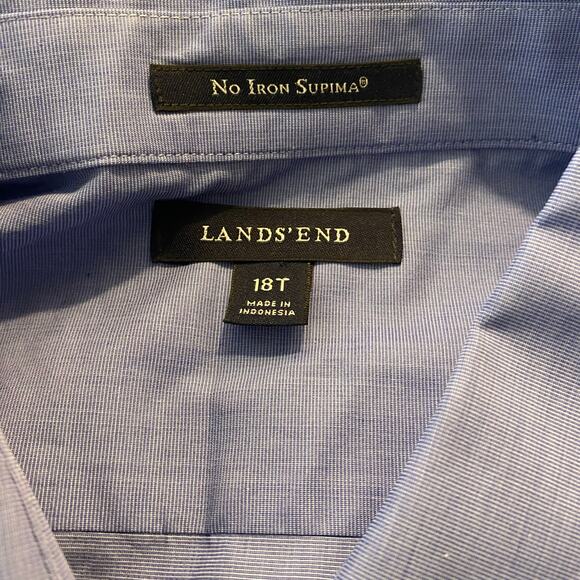 No Iron Supima®
LANDS' END
18T
MADE IN
INDONESIA